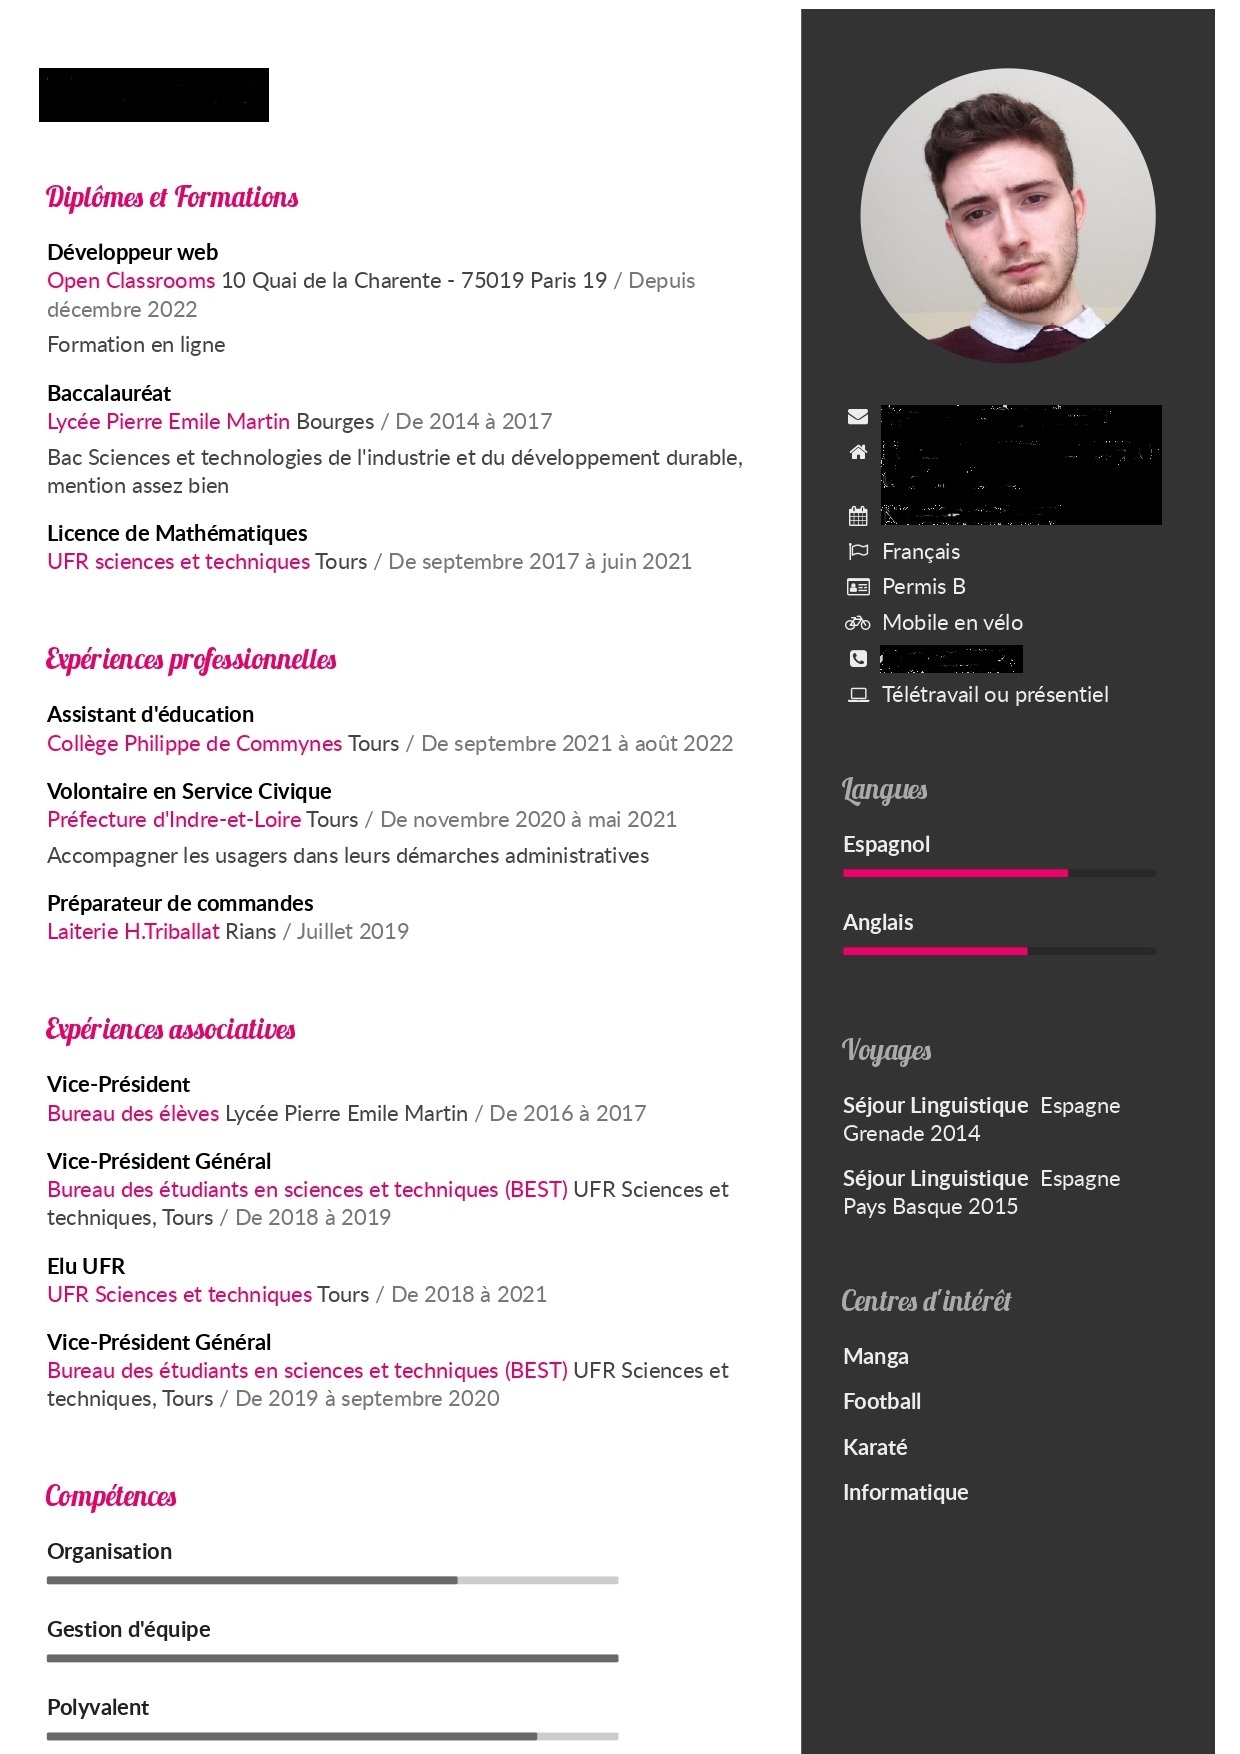 Diplômes et Formations
Développeur web
Open Classrooms 10 Quai de la Charente - 75019 Paris 19 / Depuis
décembre 2022
Formation en ligne
Baccalauréat
Lycée Pierre Emile Martin Bourges / De 2014 à 2017
Bac Sciences et technologies de l'industrie et du développement durable,
mention assez bien
Licence de Mathématiques
UFR sciences et techniques Tours / De septembre 2017 à juin 2021
Expériences professionnelles
Assistant d'éducation
Collège Philippe de Commynes Tours / De septembre 2021 à août 2022
Volontaire en Service Civique
Préfecture d'Indre-et-Loire Tours / De novembre 2020 à mai 2021
Accompagner les usagers dans leurs démarches administratives
Préparateur de commandes
Laiterie H.Triballat Rians / Juillet 2019
Expériences associatives
Vice-Président
Bureau des élèves Lycée Pierre Emile Martin / De 2016 à 2017
Vice-Président Général
Bureau des étudiants en sciences et techniques (BEST) UFR Sciences et
techniques, Tours / De 2018 à 2019
Elu UFR
UFR Sciences et techniques Tours / De 2018 à 2021
Vice-Président Général
Bureau des étudiants en sciences et techniques (BEST) UFR Sciences et
techniques, Tours / De 2019 à septembre 2020
Compétences
Organisation
Gestion d'équipe
Polyvalent
Français
Permis B
Mobile en vélo
Télétravail ou présentiel
Langues
Espagnol
Anglais
Voyages
Séjour Linguistique Espagne
Grenade 2014
Séjour Linguistique Espagne
Pays Basque 2015
Centres d'intérêt
Manga
Football
Karaté
Informatique